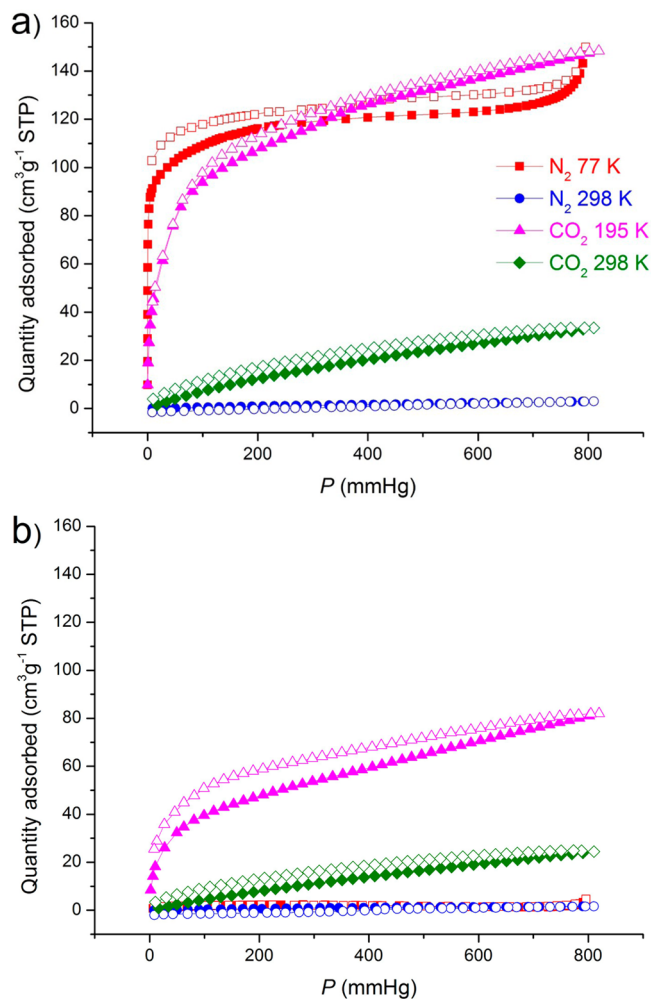 a)
160
140
120
100
80
60
40
20
0
Quantity adsorbed (cm³g⁻¹ STP)
N₂ 77 K
N₂ 298 K
CO₂ 195 K
CO₂ 298 K
0 200 400 600 800
P (mmHg)
b)
160
140
120
100
80
60
40
20
0
Quantity adsorbed (cm³g⁻¹ STP)
0 200 400 600 800
P (mmHg)